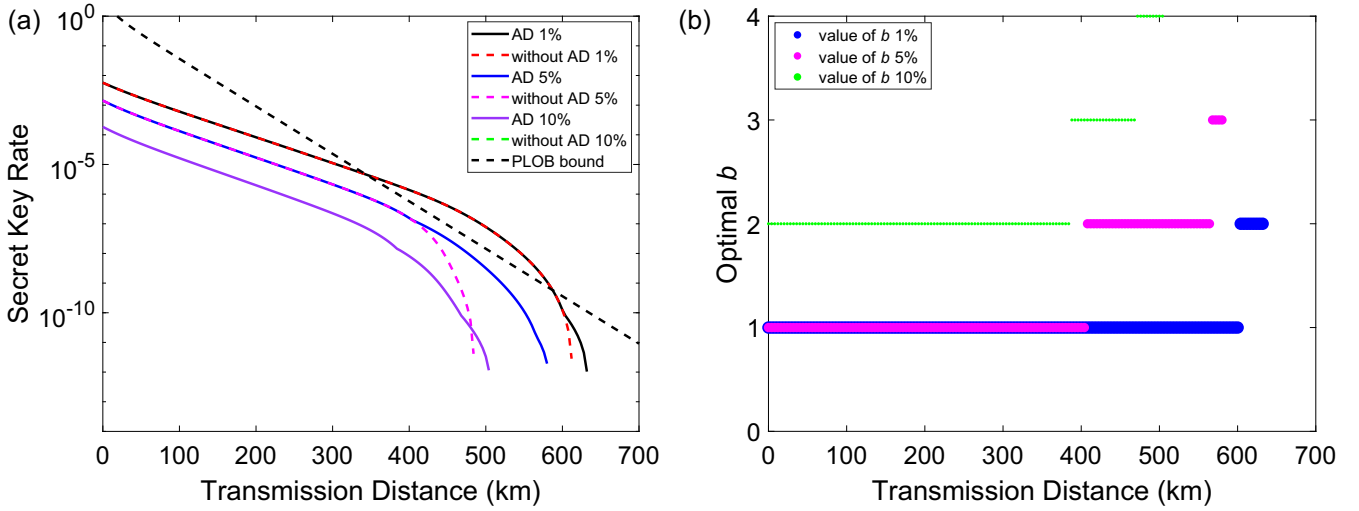 (a)
10^0
10^-5
10^-10
Secret Key Rate
AD 1%
without AD 1%
AD 5%
without AD 5%
AD 10%
without AD 10%
PLOB bound
0 100 200 300 400 500 600 700
Transmission Distance (km)
(b)
4
3
2
1
0
Optimal b
value of b 1%
value of b 5%
value of b 10%
0 100 200 300 400 500 600 700
Transmission Distance (km)